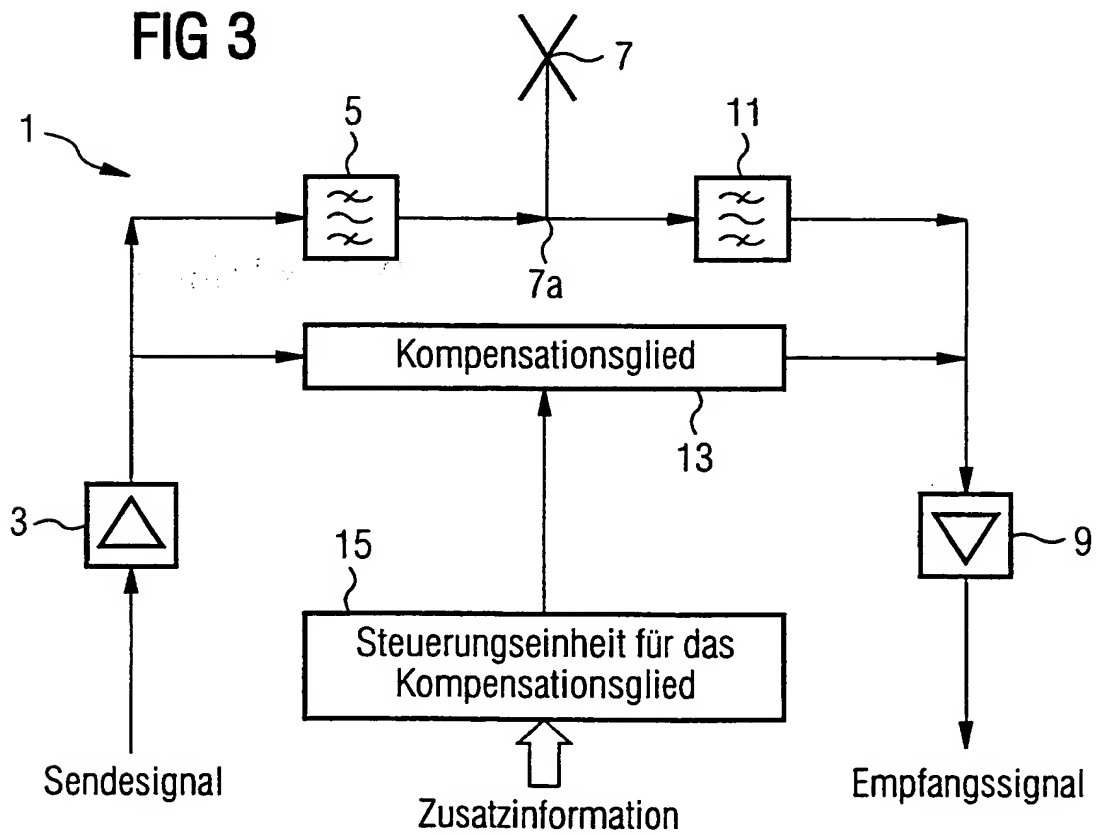 FIG 3
7
1
5
11
7a
Kompensationsglied
13
3
9
15
Steuerungseinheit für das
Kompensationsglied
Sendesignal
Zusatzinformation
Empfangssignal